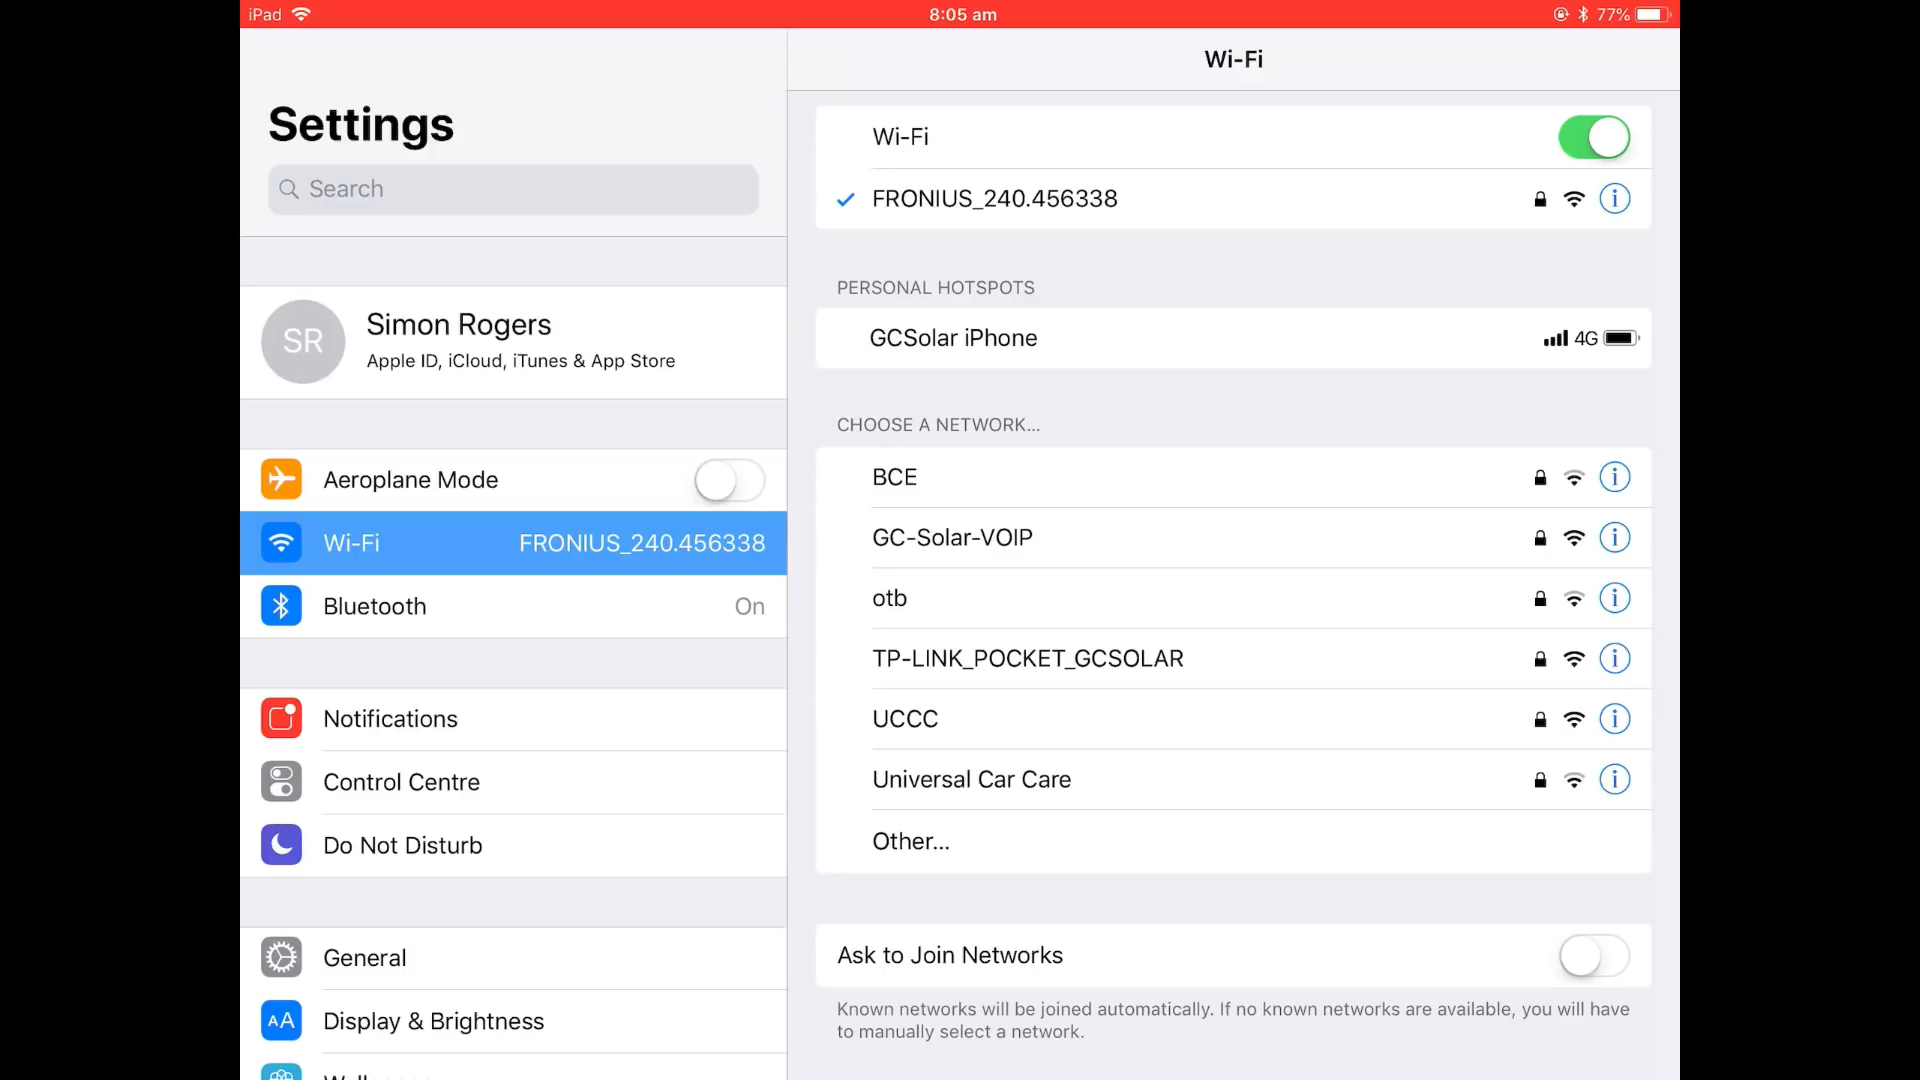 iPad
8:05 am
77%
Settings
Search
SR
Simon Rogers
Apple ID, iCloud, iTunes & App Store
Aeroplane Mode
Wi-Fi FRONIUS_240.456338
Bluetooth On
Notifications
Control Centre
Do Not Disturb
General
AA Display & Brightness
Wi-Fi
Wi-Fi
FRONIUS_240.456338
PERSONAL HOTSPOTS
GCSolar iPhone 4G
CHOOSE A NETWORK...
BCE
GC-Solar-VOIP
otb
TP-LINK_POCKET_GCSOLAR
UCCC
Universal Car Care
Other...
Ask to Join Networks
Known networks will be joined automatically. If no known networks are available, you will have
to manually select a network.